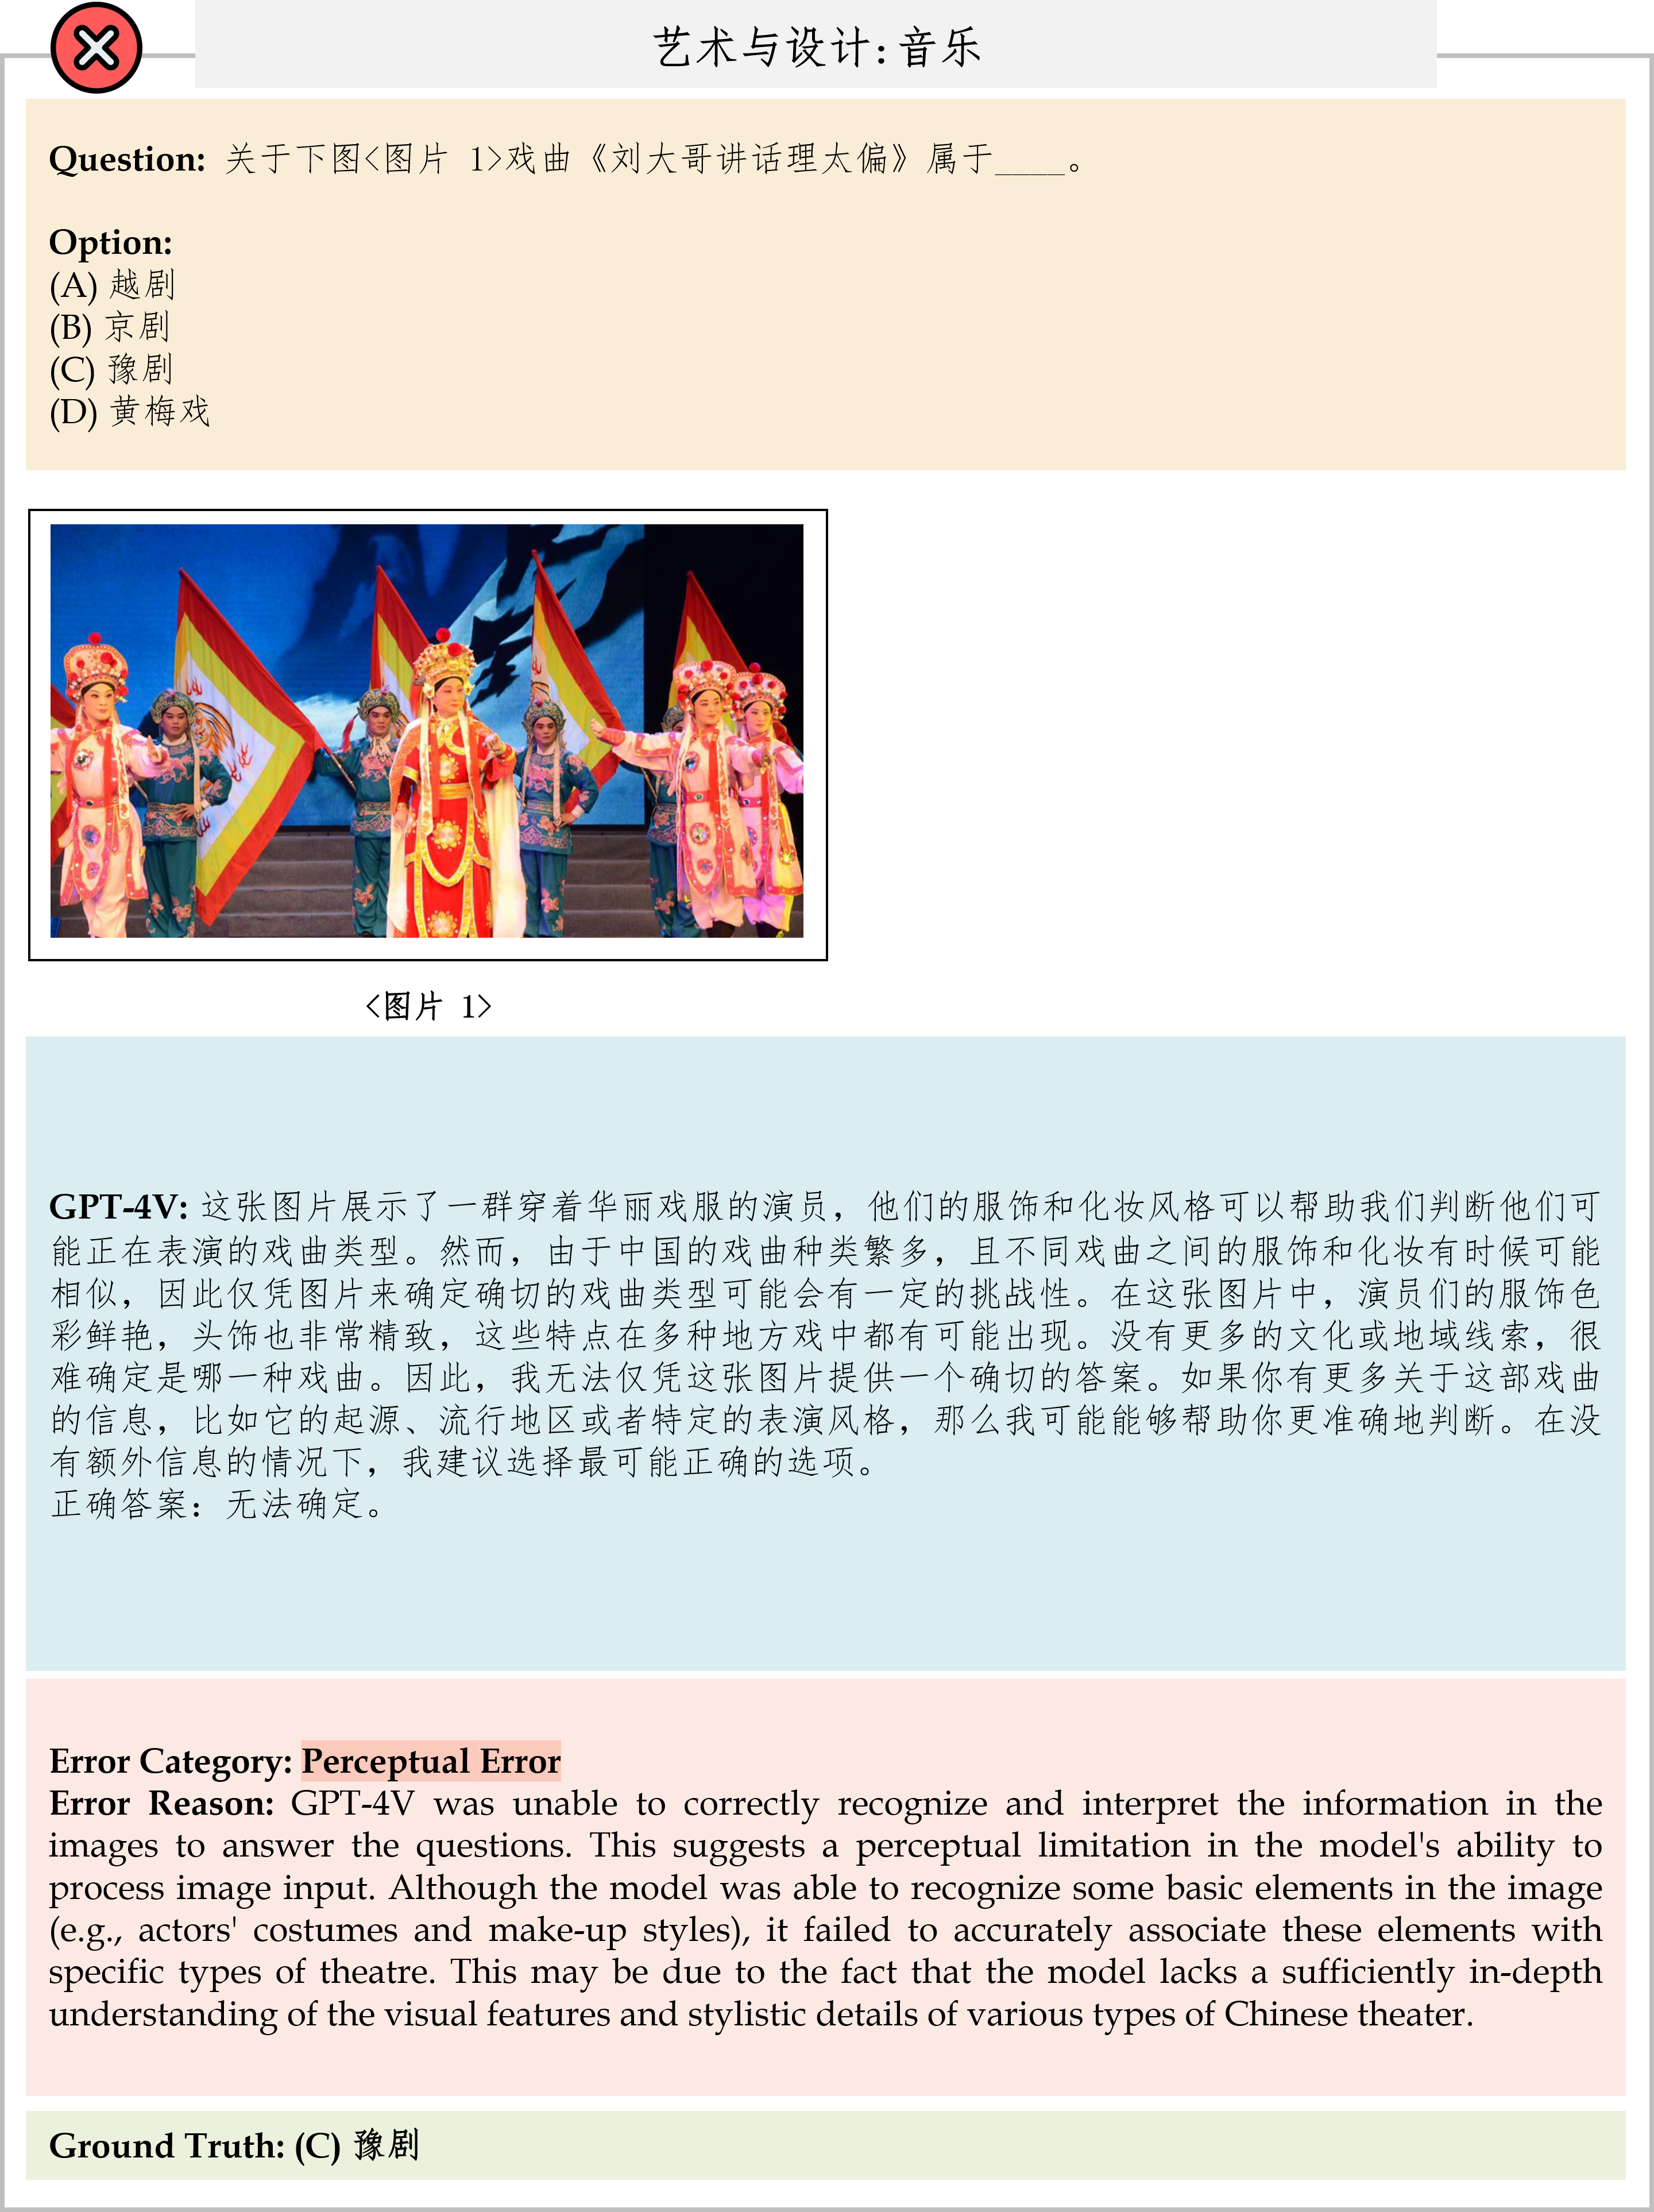 艺术与设计：音乐
Question: 关于下图<图片 1>戏曲《刘大哥讲话理太偏》属于____。
Option:
(A) 越剧
(B) 京剧
(C) 豫剧
(D) 黄梅戏
<图片 1>
GPT-4V: 这张图片展示了一群穿着华丽戏服的演员，他们的服饰和化妆风格可以帮助我们判断他们可
能正在表演的戏曲类型。然而，由于中国的戏曲种类繁多，且不同戏曲之间的服饰和化妆有时候可能
相似，因此仅凭图片来确定确切的戏曲类型可能会有一定的挑战性。在这张图片中，演员们的服饰色
彩鲜艳，头饰也非常精致，这些特点在多种地方戏中都有可能出现。没有更多的文化或地域线索，很
难确定是哪一种戏曲。因此，我无法仅凭这张图片提供一个确切的答案。如果你有更多关于这部戏曲
的信息，比如它的起源、流行地区或者特定的表演风格，那么我可能能够帮助你更准确地判断。在没
有额外信息的情况下，我建议选择最可能正确的选项。
正确答案：无法确定。
Error Category: Perceptual Error
Error Reason: GPT-4V was unable to correctly recognize and interpret the information in the
images to answer the questions. This suggests a perceptual limitation in the model's ability to
process image input. Although the model was able to recognize some basic elements in the image
(e.g., actors' costumes and make-up styles), it failed to accurately associate these elements with
specific types of theatre. This may be due to the fact that the model lacks a sufficiently in-depth
understanding of the visual features and stylistic details of various types of Chinese theater.
Ground Truth: (C) 豫剧